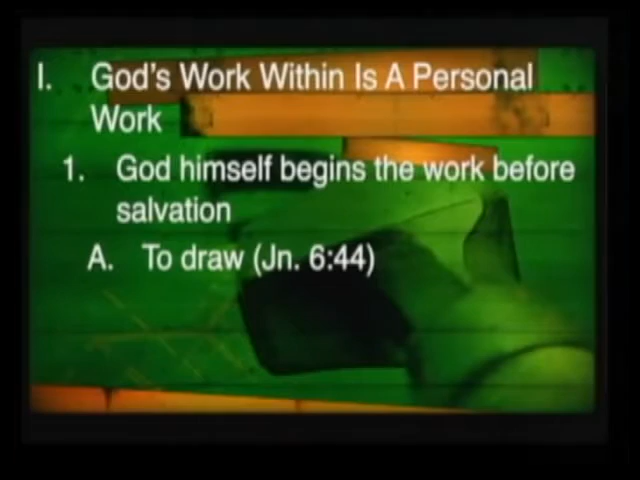 I. God's Work Within Is A Personal
Work
1. God himself begins the work before
salvation
A. To draw (Jn. 6:44)